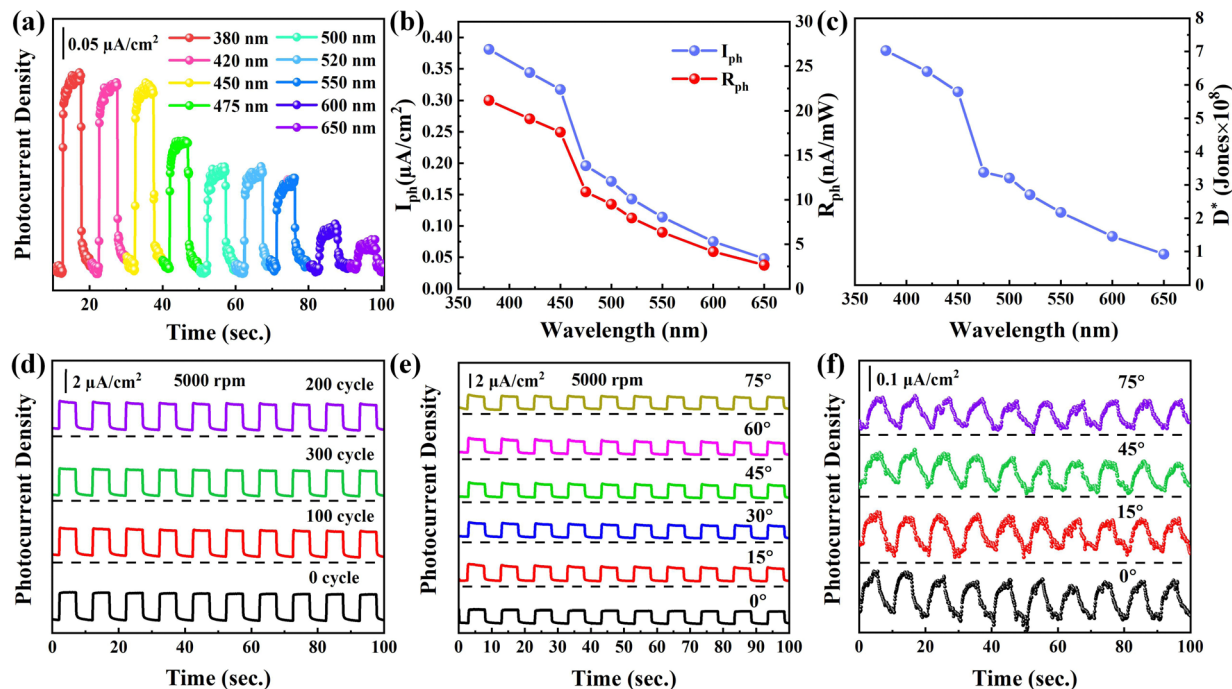 (a)
0.05 μA/cm²
380 nm
420 nm
450 nm
475 nm
500 nm
520 nm
550 nm
600 nm
650 nm
Photocurrent Density
20 40 60 80 100
Time (sec.)
(b)
I_ph
R_ph
0.40
0.35
0.30
0.25
0.20
0.15
0.10
0.05
0.00
I_ph(μA/cm²)
30
25
20
15
10
5
0
R_ph(nA/mW)
350 400 450 500 550 600 650
Wavelength (nm)
(c)
8
7
6
5
4
3
2
1
0
D* (Jones×10⁸)
350 400 450 500 550 600 650
Wavelength (nm)
(d)
2 μA/cm² 5000 rpm 200 cycle
300 cycle
100 cycle
0 cycle
Photocurrent Density
0 20 40 60 80 100
Time (sec.)
(e)
2 μA/cm² 5000 rpm 75°
60°
45°
30°
15°
0°
Photocurrent Density
0 10 20 30 40 50 60 70 80 90 100
Time (sec.)
(f)
0.1 μA/cm² 75°
45°
15°
0°
Photocurrent Density
0 20 40 60 80 100
Time (sec.)